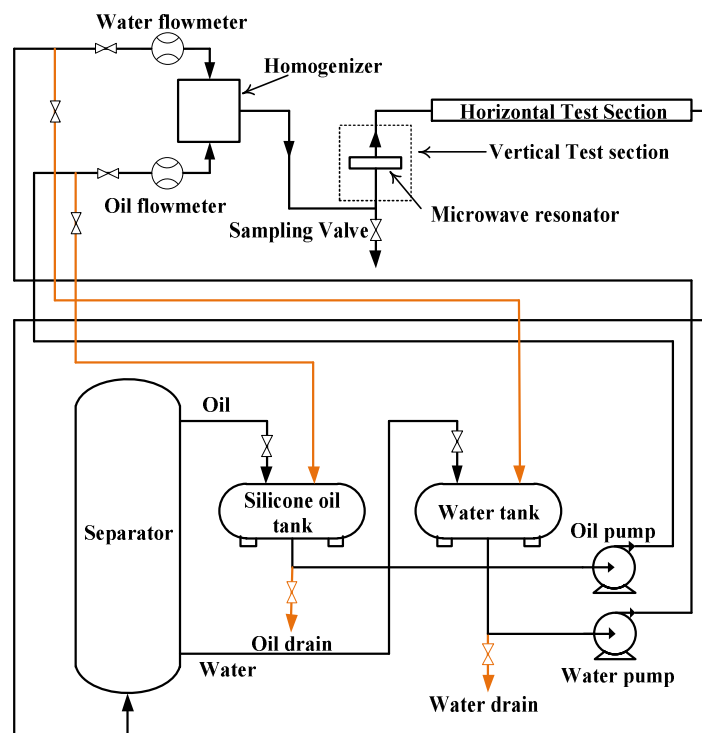 Water flowmeter
Homogenizer
Horizontal Test Section
Vertical Test section
Oil flowmeter
Microwave resonator
Sampling Valve
Oil
Silicone oil
tank
Water tank
Separator
Oil pump
Oil drain
Water
Water pump
Water drain